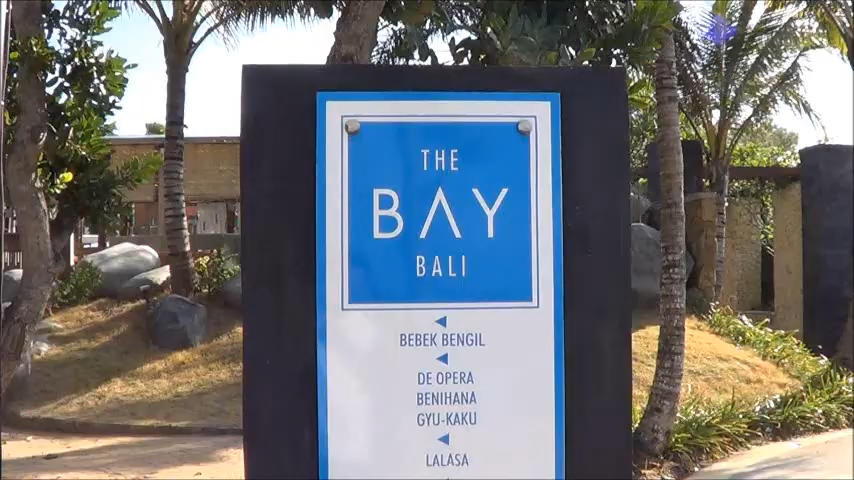 THE
BAY
BALI
BEBEK BENGIL
DE OPERA
BENIHANA
GYU-KAKU
LALASA